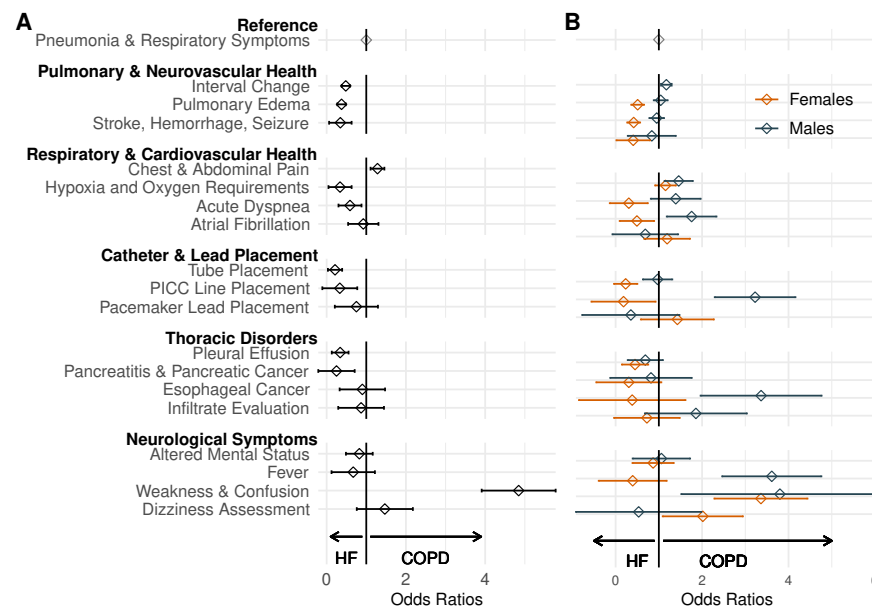 A
Reference
Pneumonia & Respiratory Symptoms
Pulmonary & Neurovascular Health
Interval Change
Pulmonary Edema
Stroke, Hemorrhage, Seizure
Respiratory & Cardiovascular Health
Chest & Abdominal Pain
Hypoxia and Oxygen Requirements
Acute Dyspnea
Atrial Fibrillation
Catheter & Lead Placement
Tube Placement
PICC Line Placement
Pacemaker Lead Placement
Thoracic Disorders
Pleural Effusion
Pancreatitis & Pancreatic Cancer
Esophageal Cancer
Infiltrate Evaluation
Neurological Symptoms
Altered Mental Status
Fever
Weakness & Confusion
Dizziness Assessment
HF COPD
0 2 4
Odds Ratios
B
Females
Males
HF COPD
0 2 4 6
Odds Ratios